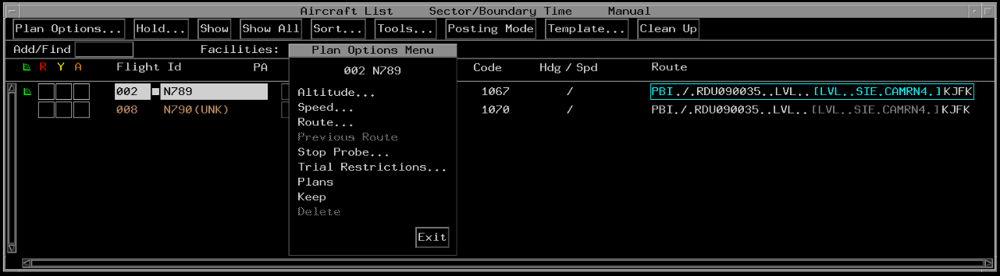 Aircraft List Sector/Boundary Time Manual
Plan Options... Hold... Show Show All Sort... Tools... Posting Mode Template... Clean Up
Add/Find Facilities:
R Y A Flight Id PA Code Hdg / Spd Route
002 N789 1067 / PBI./.RDU090035..LVL..[LVL..SIE.CAMRN4.]KJFK
008 N790(UNK) 1070 / PBI./.RDU090035..LVL..[LVL..SIE.CAMRN4.]KJFK
Plan Options Menu
002 N789
Altitude...
Speed...
Route...
Previous Route
Stop Probe...
Trial Restrictions...
Plans
Keep
Delete
Exit